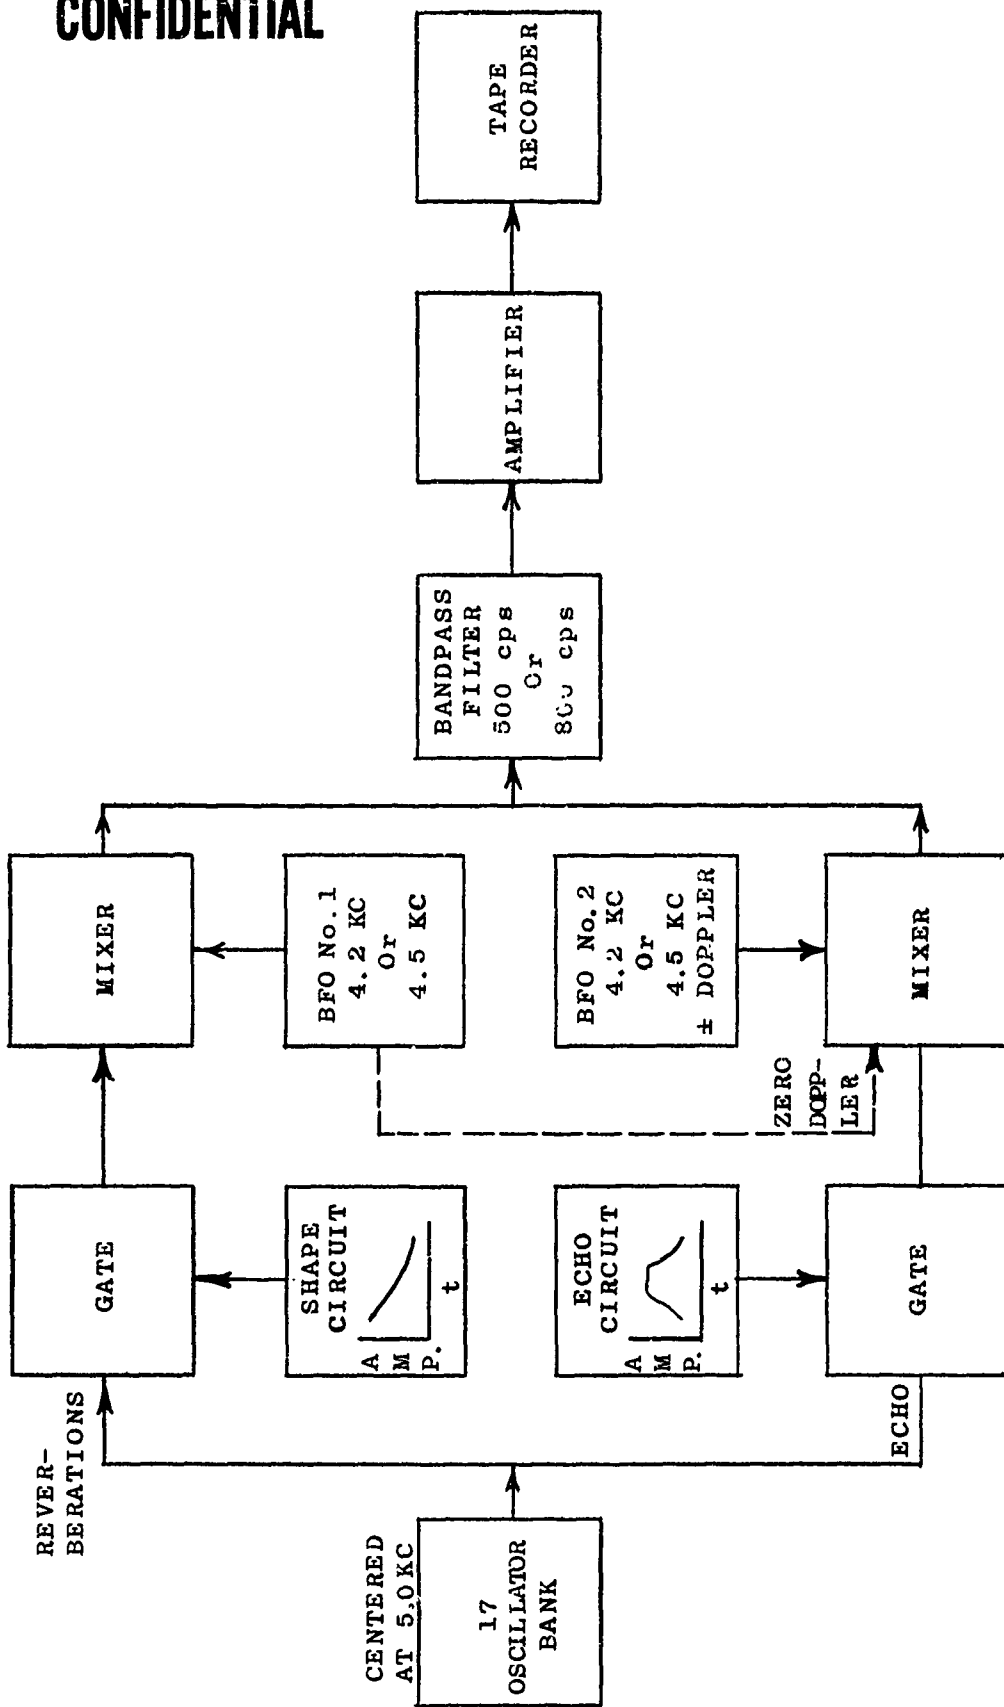 CONFIDENTIAL
CENTERED
AT 5.0 KC
17
OSCILLATOR
BANK
REVER-
BERATIONS
ECHO
GATE
SHAPE
CIRCUIT
A
M
P.
t
ECHO
CIRCUIT
A
M
P.
t
GATE
ZERO
DOPP-
LER
MIXER
BFO No. 1
4.2 KC
Or
4.5 KC
BFO No. 2
4.2 KC
Or
4.5 KC
± DOPPLER
MIXER
BANDPASS
FILTER
500 cps
Or
800 cps
AMPLIFIER
TAPE
RECORDER